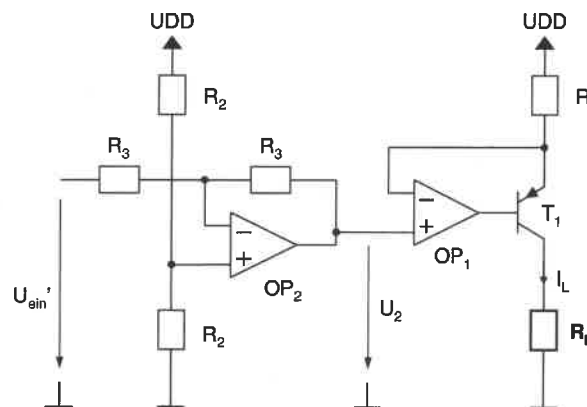 UDD
UDD
R2
R
R3
R3
−
+
OP2
−
+
OP1
T1
Uein'
U2
IL
R2
R